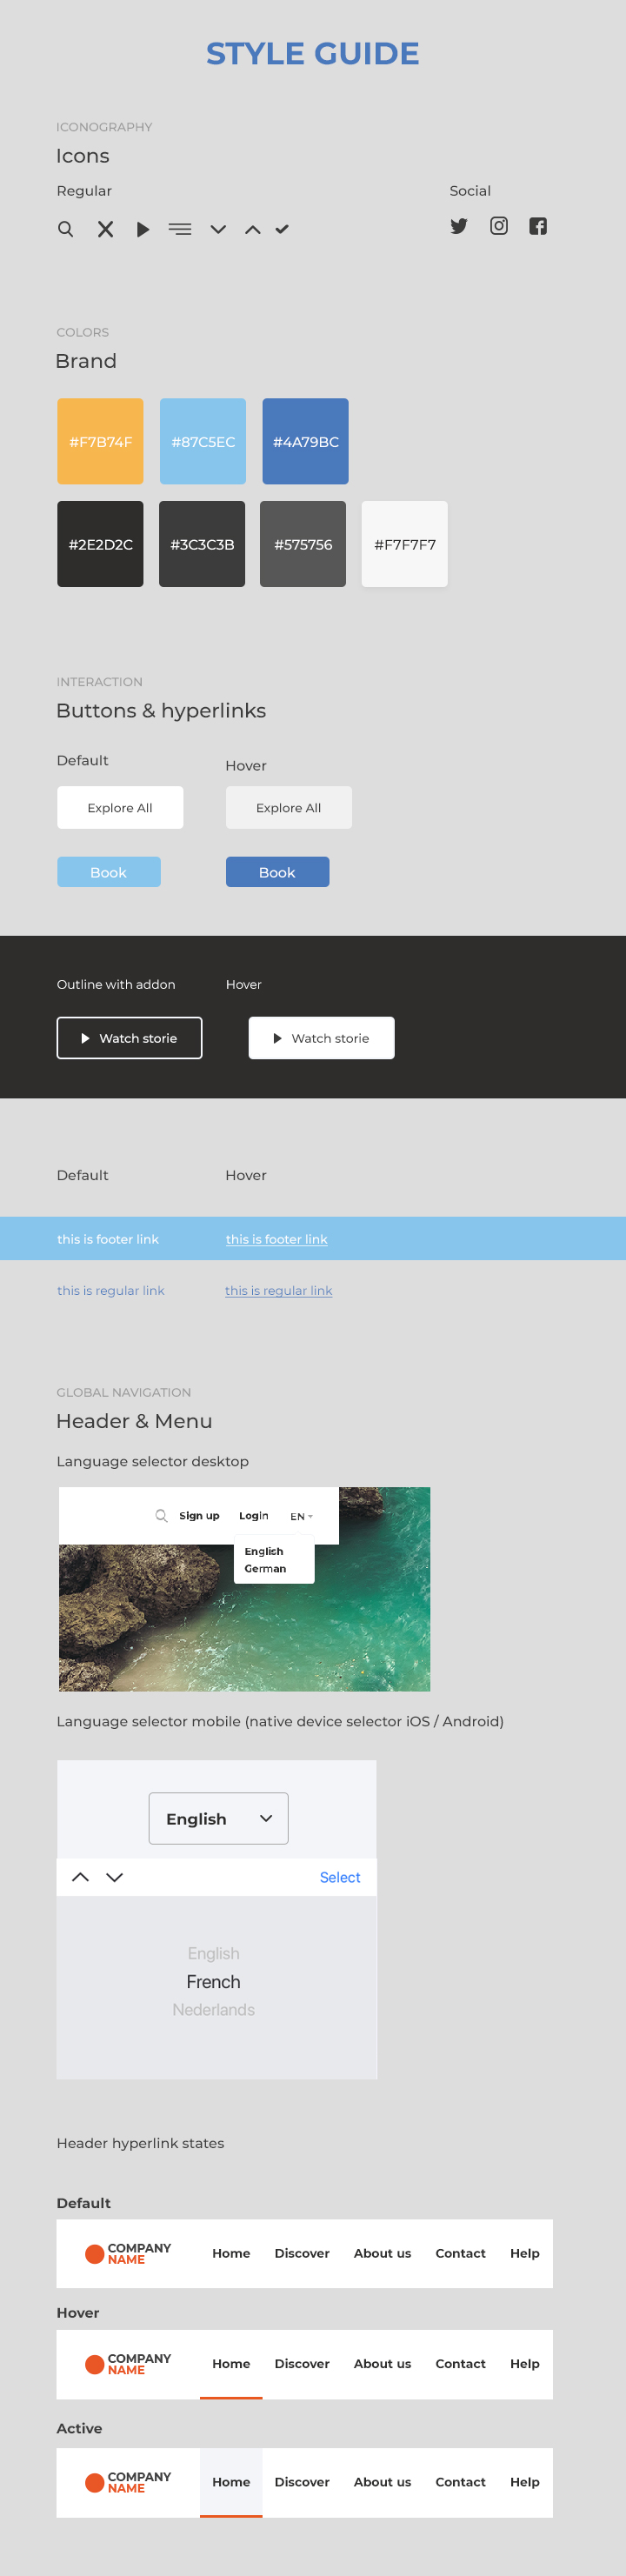 STYLE GUIDE
ICONOGRAPHY
Icons
Regular
Social
COLORS
Brand
#F7B74F
#87C5EC
#4A79BC
#2E2D2C
#3C3C3B
#575756
#F7F7F7
INTERACTION
Buttons & hyperlinks
Default
Hover
Explore All
Explore All
Book
Book
Outline with addon
Hover
Watch storie
Watch storie
Default
Hover
this is footer link
this is footer link
this is regular link
this is regular link
GLOBAL NAVIGATION
Header & Menu
Language selector desktop
Sign up Login EN
English
German
Language selector mobile (native device selector iOS / Android)
English
Select
English
French
Nederlands
Header hyperlink states
Default
COMPANY
NAME
Home Discover About us Contact Help
Hover
COMPANY
NAME
Home Discover About us Contact Help
Active
COMPANY
NAME
Home Discover About us Contact Help